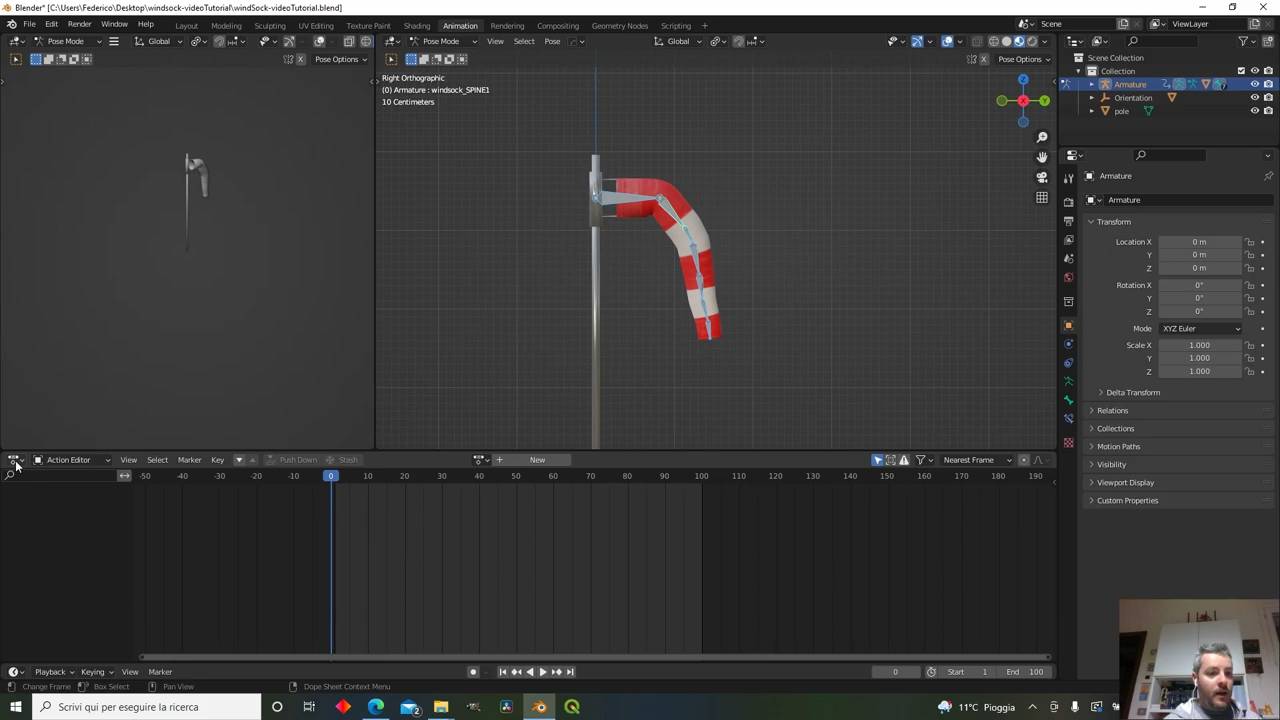 Blender* [C:\Users\Federico\Desktop\windsock-videoTutorial\windSock-videoTutorial.blend]
File Edit Render Window Help Layout Modeling Sculpting UV Editing Texture Paint Shading Animation Rendering Compositing Geometry Nodes Scripting + Scene ViewLayer
Pose Mode Global Pose Mode View Select Pose Global
Pose Options Pose Options
Scene Collection
Collection
Armature
Orientation
pole
Right Orthographic
(0) Armature : windsock_SPINE1
10 Centimeters
Z
Y
X
Armature
Armature
Transform
Location X 0 m
Y 0 m
Z 0 m
Rotation X 0°
Y 0°
Z 0°
Mode XYZ Euler
Scale X 1.000
Y 1.000
Z 1.000
Delta Transform
Relations
Collections
Motion Paths
Visibility
Viewport Display
Custom Properties
Action Editor View Select Marker Key Push Down Stash + New Nearest Frame
-50 -40 -30 -20 -10 0 10 20 30 40 50 60 70 80 90 100 110 120 130 140 150 160 170 180 190
Playback Keying View Marker 0 Start 1 End 100
Change Frame Box Select Pan View Dope Sheet Context Menu
Scrivi qui per eseguire la ricerca 11°C Pioggia